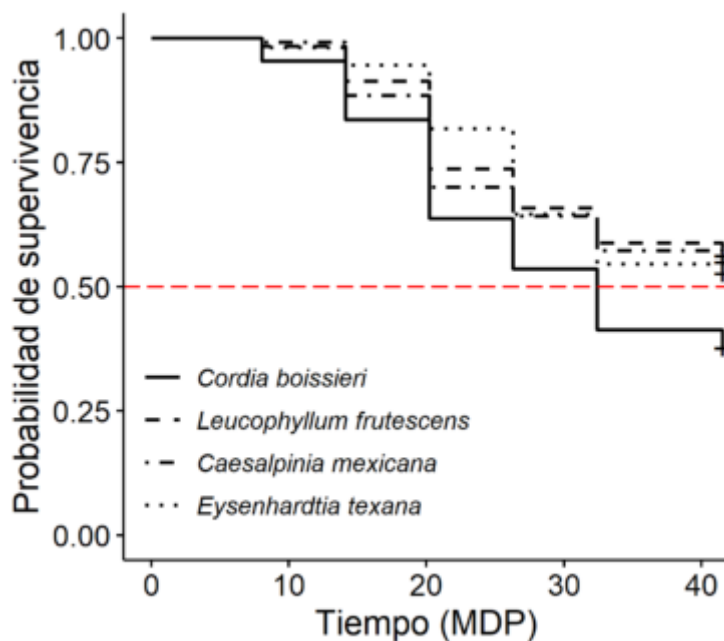 Probabilidad de supervivencia
1.00
0.75
0.50
0.25
0.00
Cordia boissieri
Leucophyllum frutescens
Caesalpinia mexicana
Eysenhardtia texana
0 10 20 30 40
Tiempo (MDP)